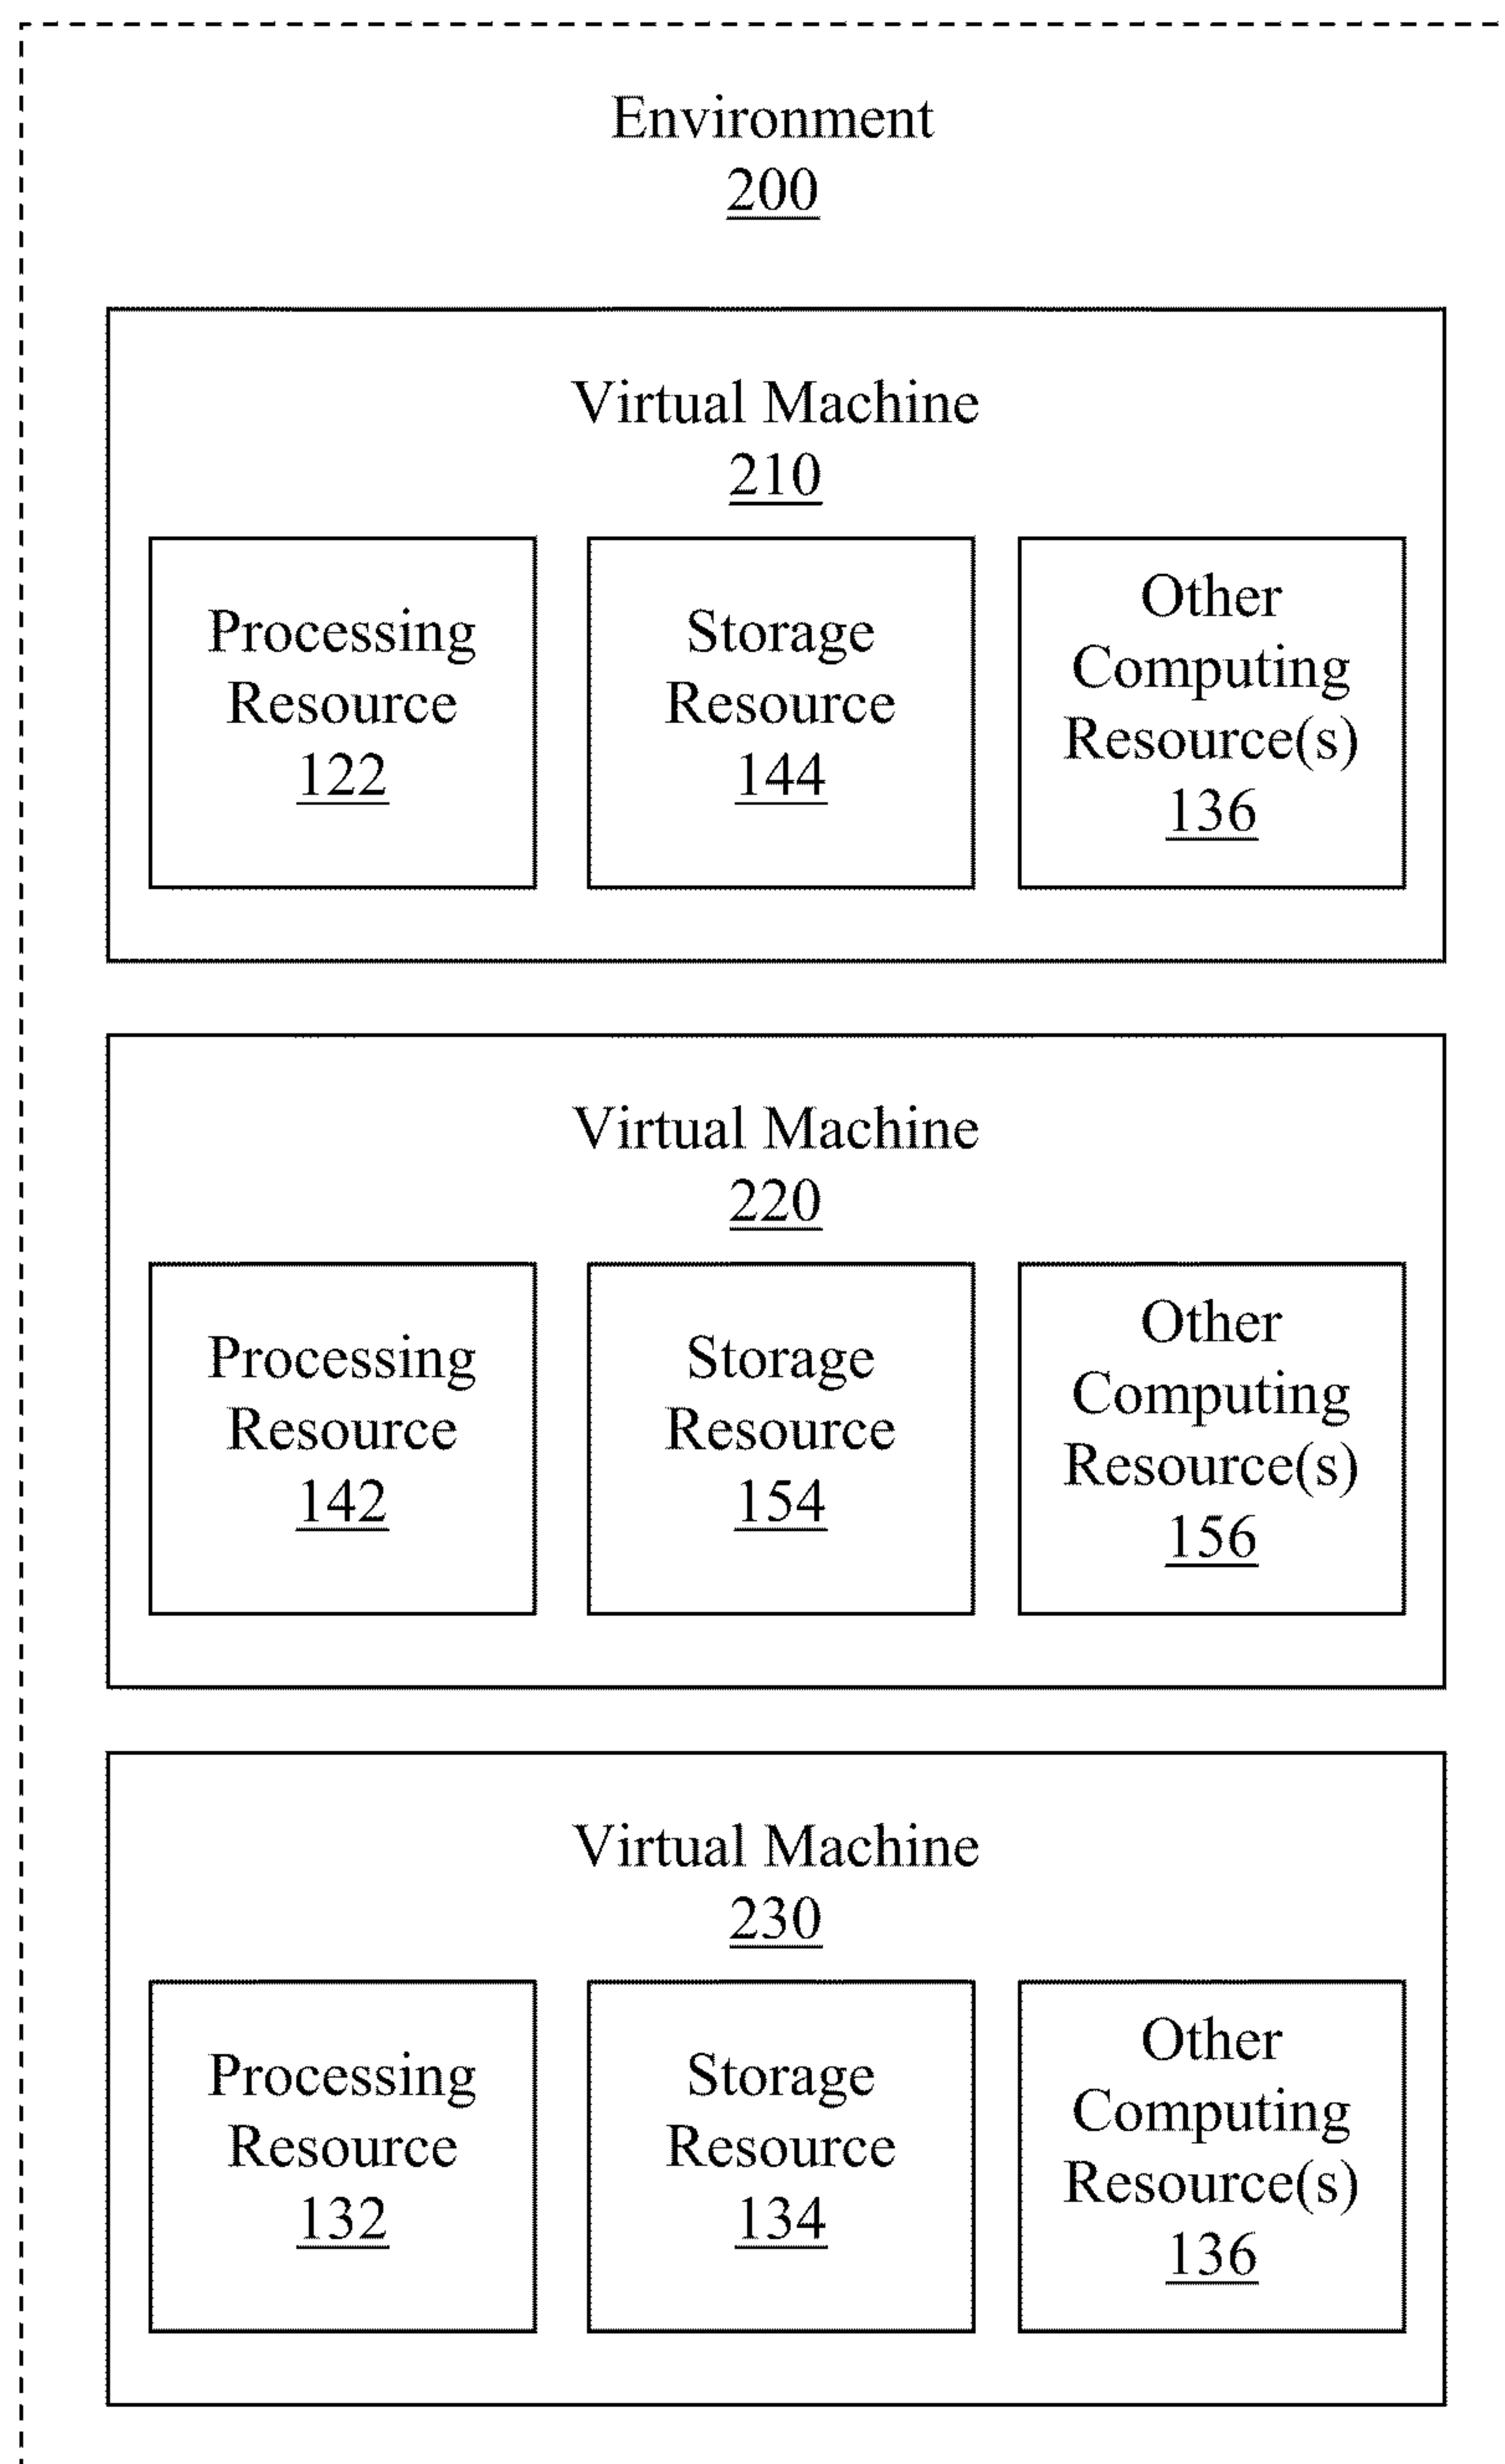 Environment
200
Virtual Machine
210
Processing
Resource
122
Storage
Resource
144
Other
Computing
Resource(s)
136
Virtual Machine
220
Processing
Resource
142
Storage
Resource
154
Other
Computing
Resource(s)
156
Virtual Machine
230
Processing
Resource
132
Storage
Resource
134
Other
Computing
Resource(s)
136